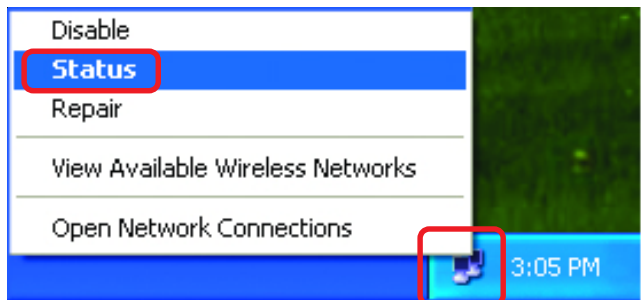 Disable
Status
Repair
View Available Wireless Networks
Open Network Connections
3:05 PM